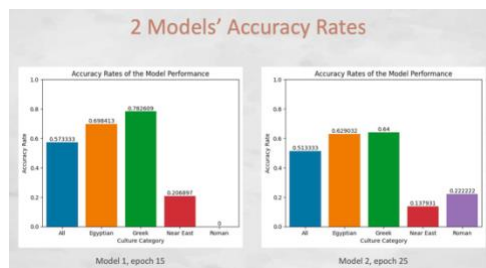 2 Models' Accuracy Rates
Accuracy Rates of the Model Performance
1.0
0.8
0.6
0.4
0.2
0.0
Accuracy Rate
0.573333
0.698413
0.782609
0.206897
0
All Egyptian Greek Near East Roman
Culture Category
Model 1, epoch 15
Accuracy Rates of the Model Performance
1.0
0.8
0.6
0.4
0.2
0.0
Accuracy Rate
0.513333
0.629032
0.64
0.137931
0.222222
All Egyptian Greek Near East Roman
Culture Category
Model 2, epoch 25